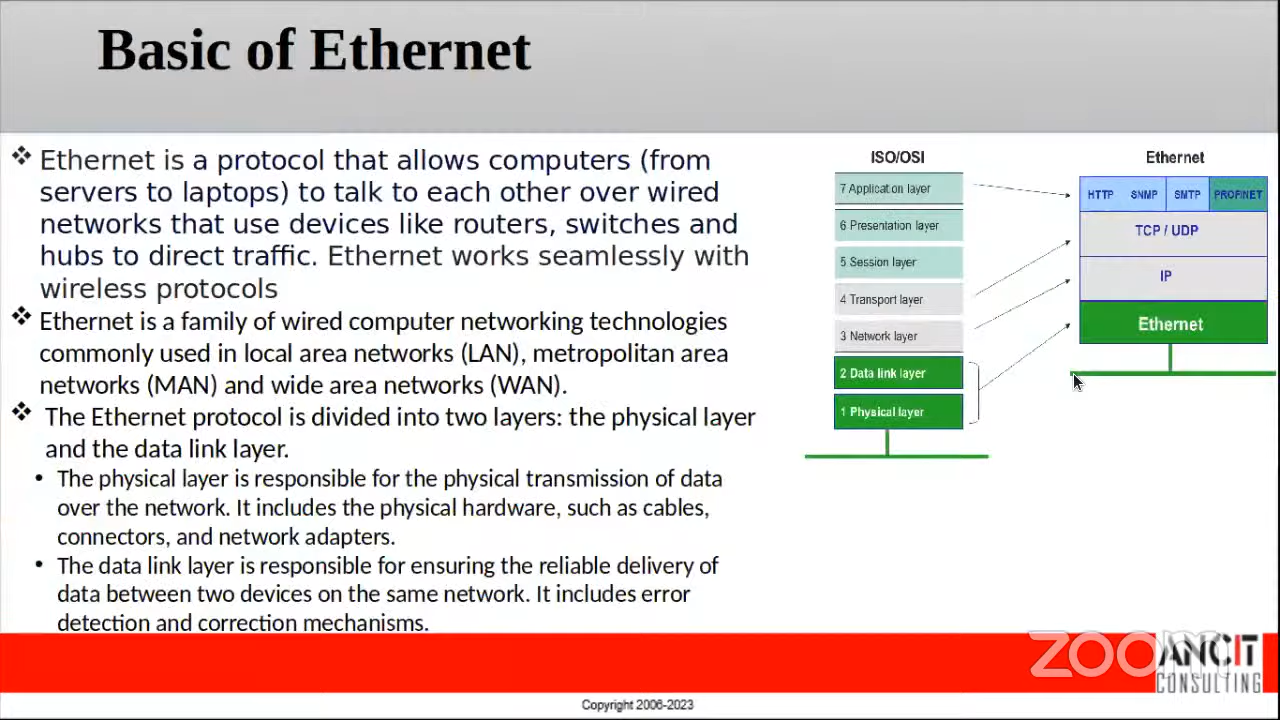 Basic of Ethernet
❖ Ethernet is a protocol that allows computers (from
servers to laptops) to talk to each other over wired
networks that use devices like routers, switches and
hubs to direct traffic. Ethernet works seamlessly with
wireless protocols
❖ Ethernet is a family of wired computer networking technologies
commonly used in local area networks (LAN), metropolitan area
networks (MAN) and wide area networks (WAN).
❖ The Ethernet protocol is divided into two layers: the physical layer
and the data link layer.
• The physical layer is responsible for the physical transmission of data
over the network. It includes the physical hardware, such as cables,
connectors, and network adapters.
• The data link layer is responsible for ensuring the reliable delivery of
data between two devices on the same network. It includes error
detection and correction mechanisms.
ISO/OSI
7 Application layer
6 Presentation layer
5 Session layer
4 Transport layer
3 Network layer
2 Data link layer
1 Physical layer
Ethernet
HTTP SNMP SMTP PROFINET
TCP / UDP
IP
Ethernet
zoom
ANCIT
CONSULTING
Copyright 2006-2023